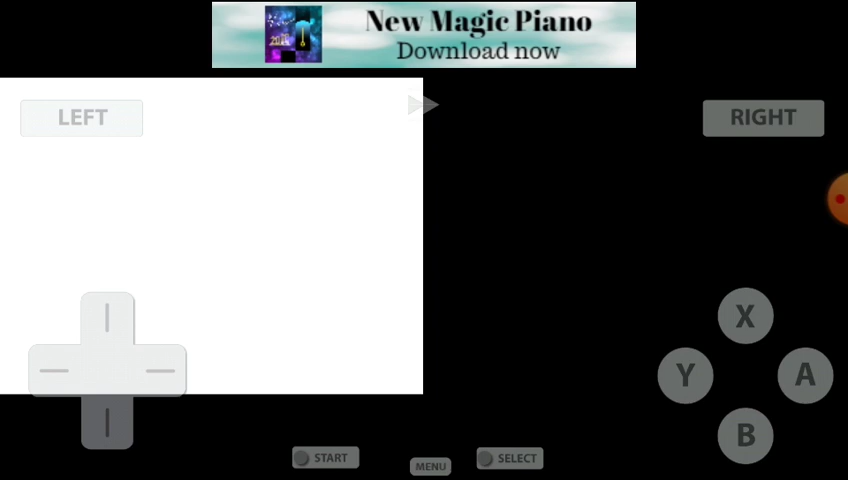 New Magic Piano
Download now
LEFT
RIGHT
X
Y
A
B
START
SELECT
MENU